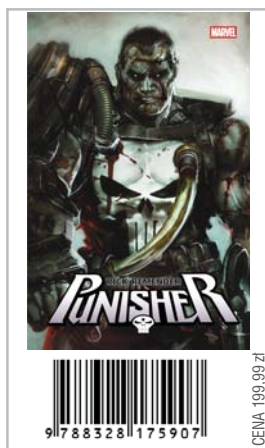 MARVEL
RICK REMENDER
PUNISHER
9 788328 175907
CENA 199.99 zł